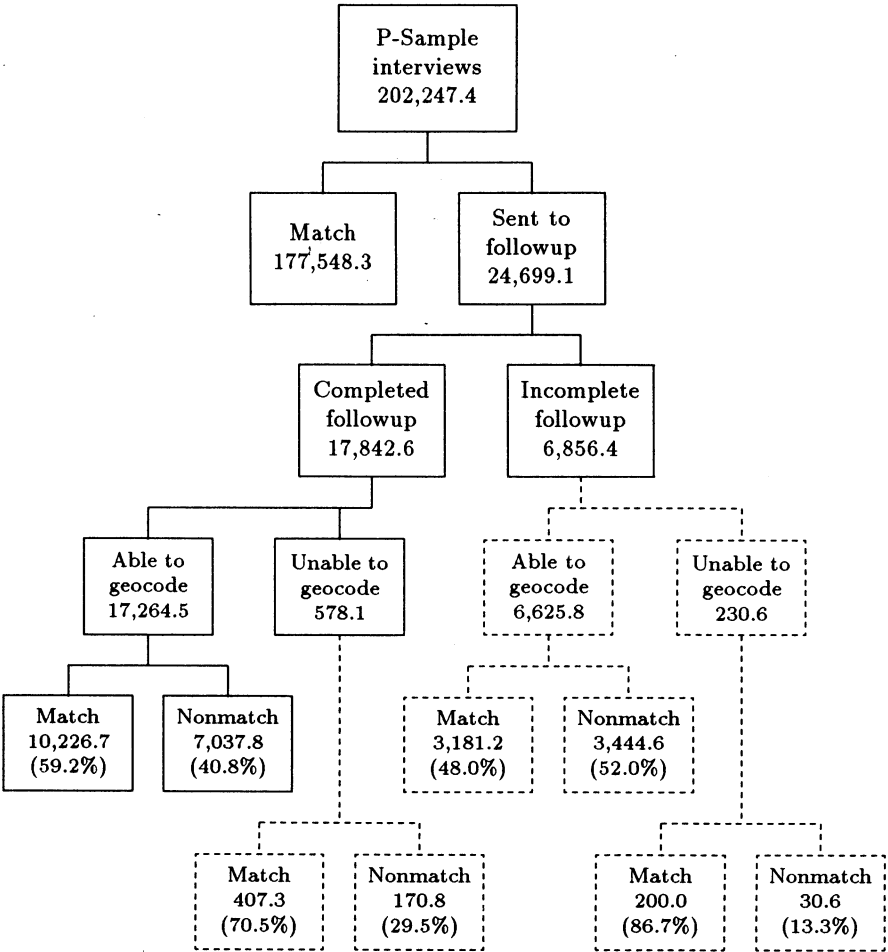 P-Sample
interviews
202,247.4
Match
177,548.3
Sent to
followup
24,699.1
Completed
followup
17,842.6
Incomplete
followup
6,856.4
Able to
geocode
17,264.5
Unable to
geocode
578.1
Able to
geocode
6,625.8
Unable to
geocode
230.6
Match
10,226.7
(59.2%)
Nonmatch
7,037.8
(40.8%)
Match
3,181.2
(48.0%)
Nonmatch
3,444.6
(52.0%)
Match
407.3
(70.5%)
Nonmatch
170.8
(29.5%)
Match
200.0
(86.7%)
Nonmatch
30.6
(13.3%)